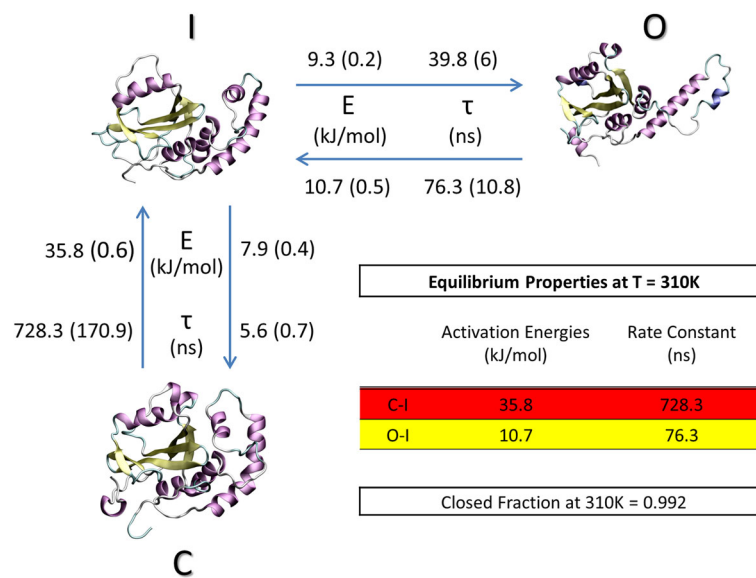 I
O
9.3 (0.2) 39.8 (6)
E τ
(kJ/mol) (ns)
10.7 (0.5) 76.3 (10.8)
35.8 (0.6) E 7.9 (0.4)
(kJ/mol)
728.3 (170.9) τ 5.6 (0.7)
(ns)
C
Equilibrium Properties at T = 310K
Activation Energies Rate Constant
(kJ/mol) (ns)
C-I 35.8 728.3
O-I 10.7 76.3
Closed Fraction at 310K = 0.992